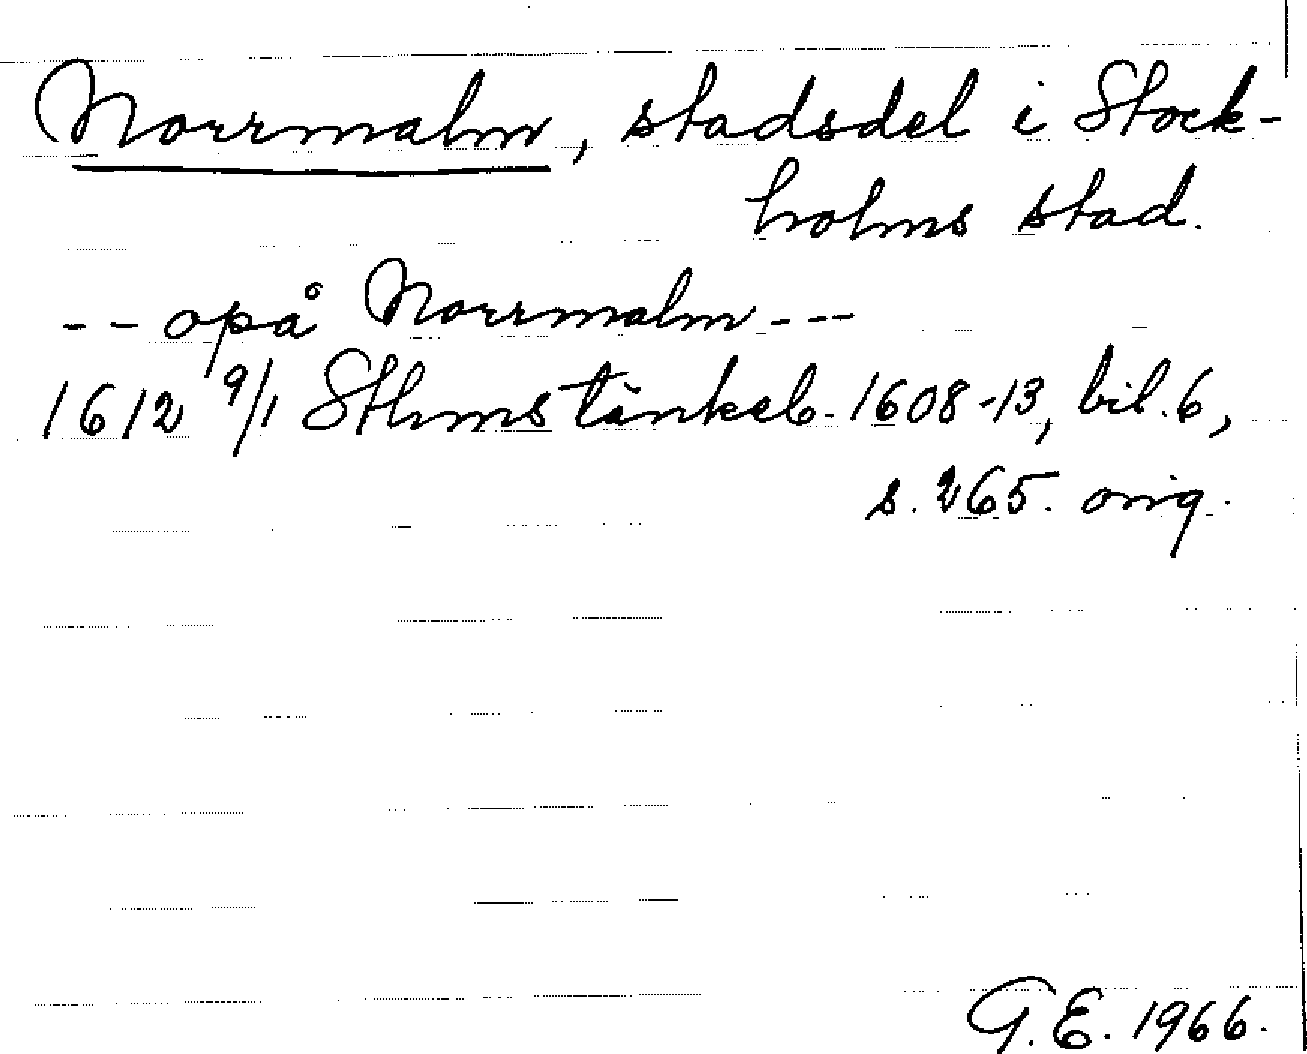 Norrmalm, stadsdel i Stock-
holms stad.
-- opå Norrmalm ---
1612 9/1 Sthms tänkeb. 1608-13, bil. 6,
s. 265. orig.
G. E. 1966.